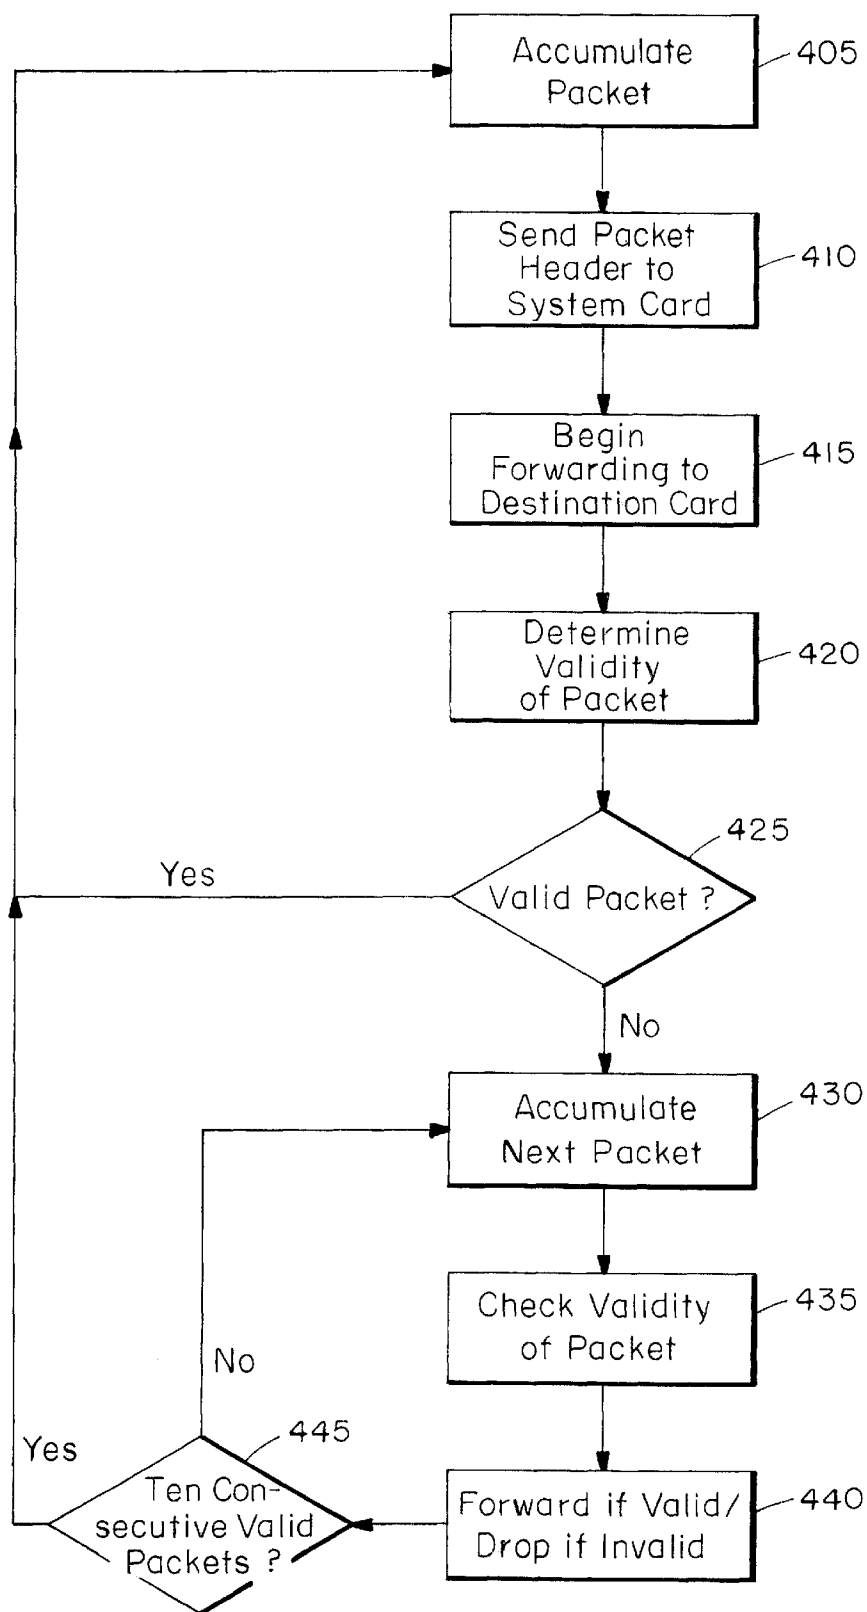 Accumulate
Packet
405
Send Packet
Header to
System Card
410
Begin
Forwarding to
Destination Card
415
Determine
Validity
of Packet
420
425
Yes
Valid Packet ?
No
Accumulate
Next Packet
430
Check Validity
of Packet
435
No
Yes
445
Ten Con-
secutive Valid
Packets ?
Forward if Valid/
Drop if Invalid
440